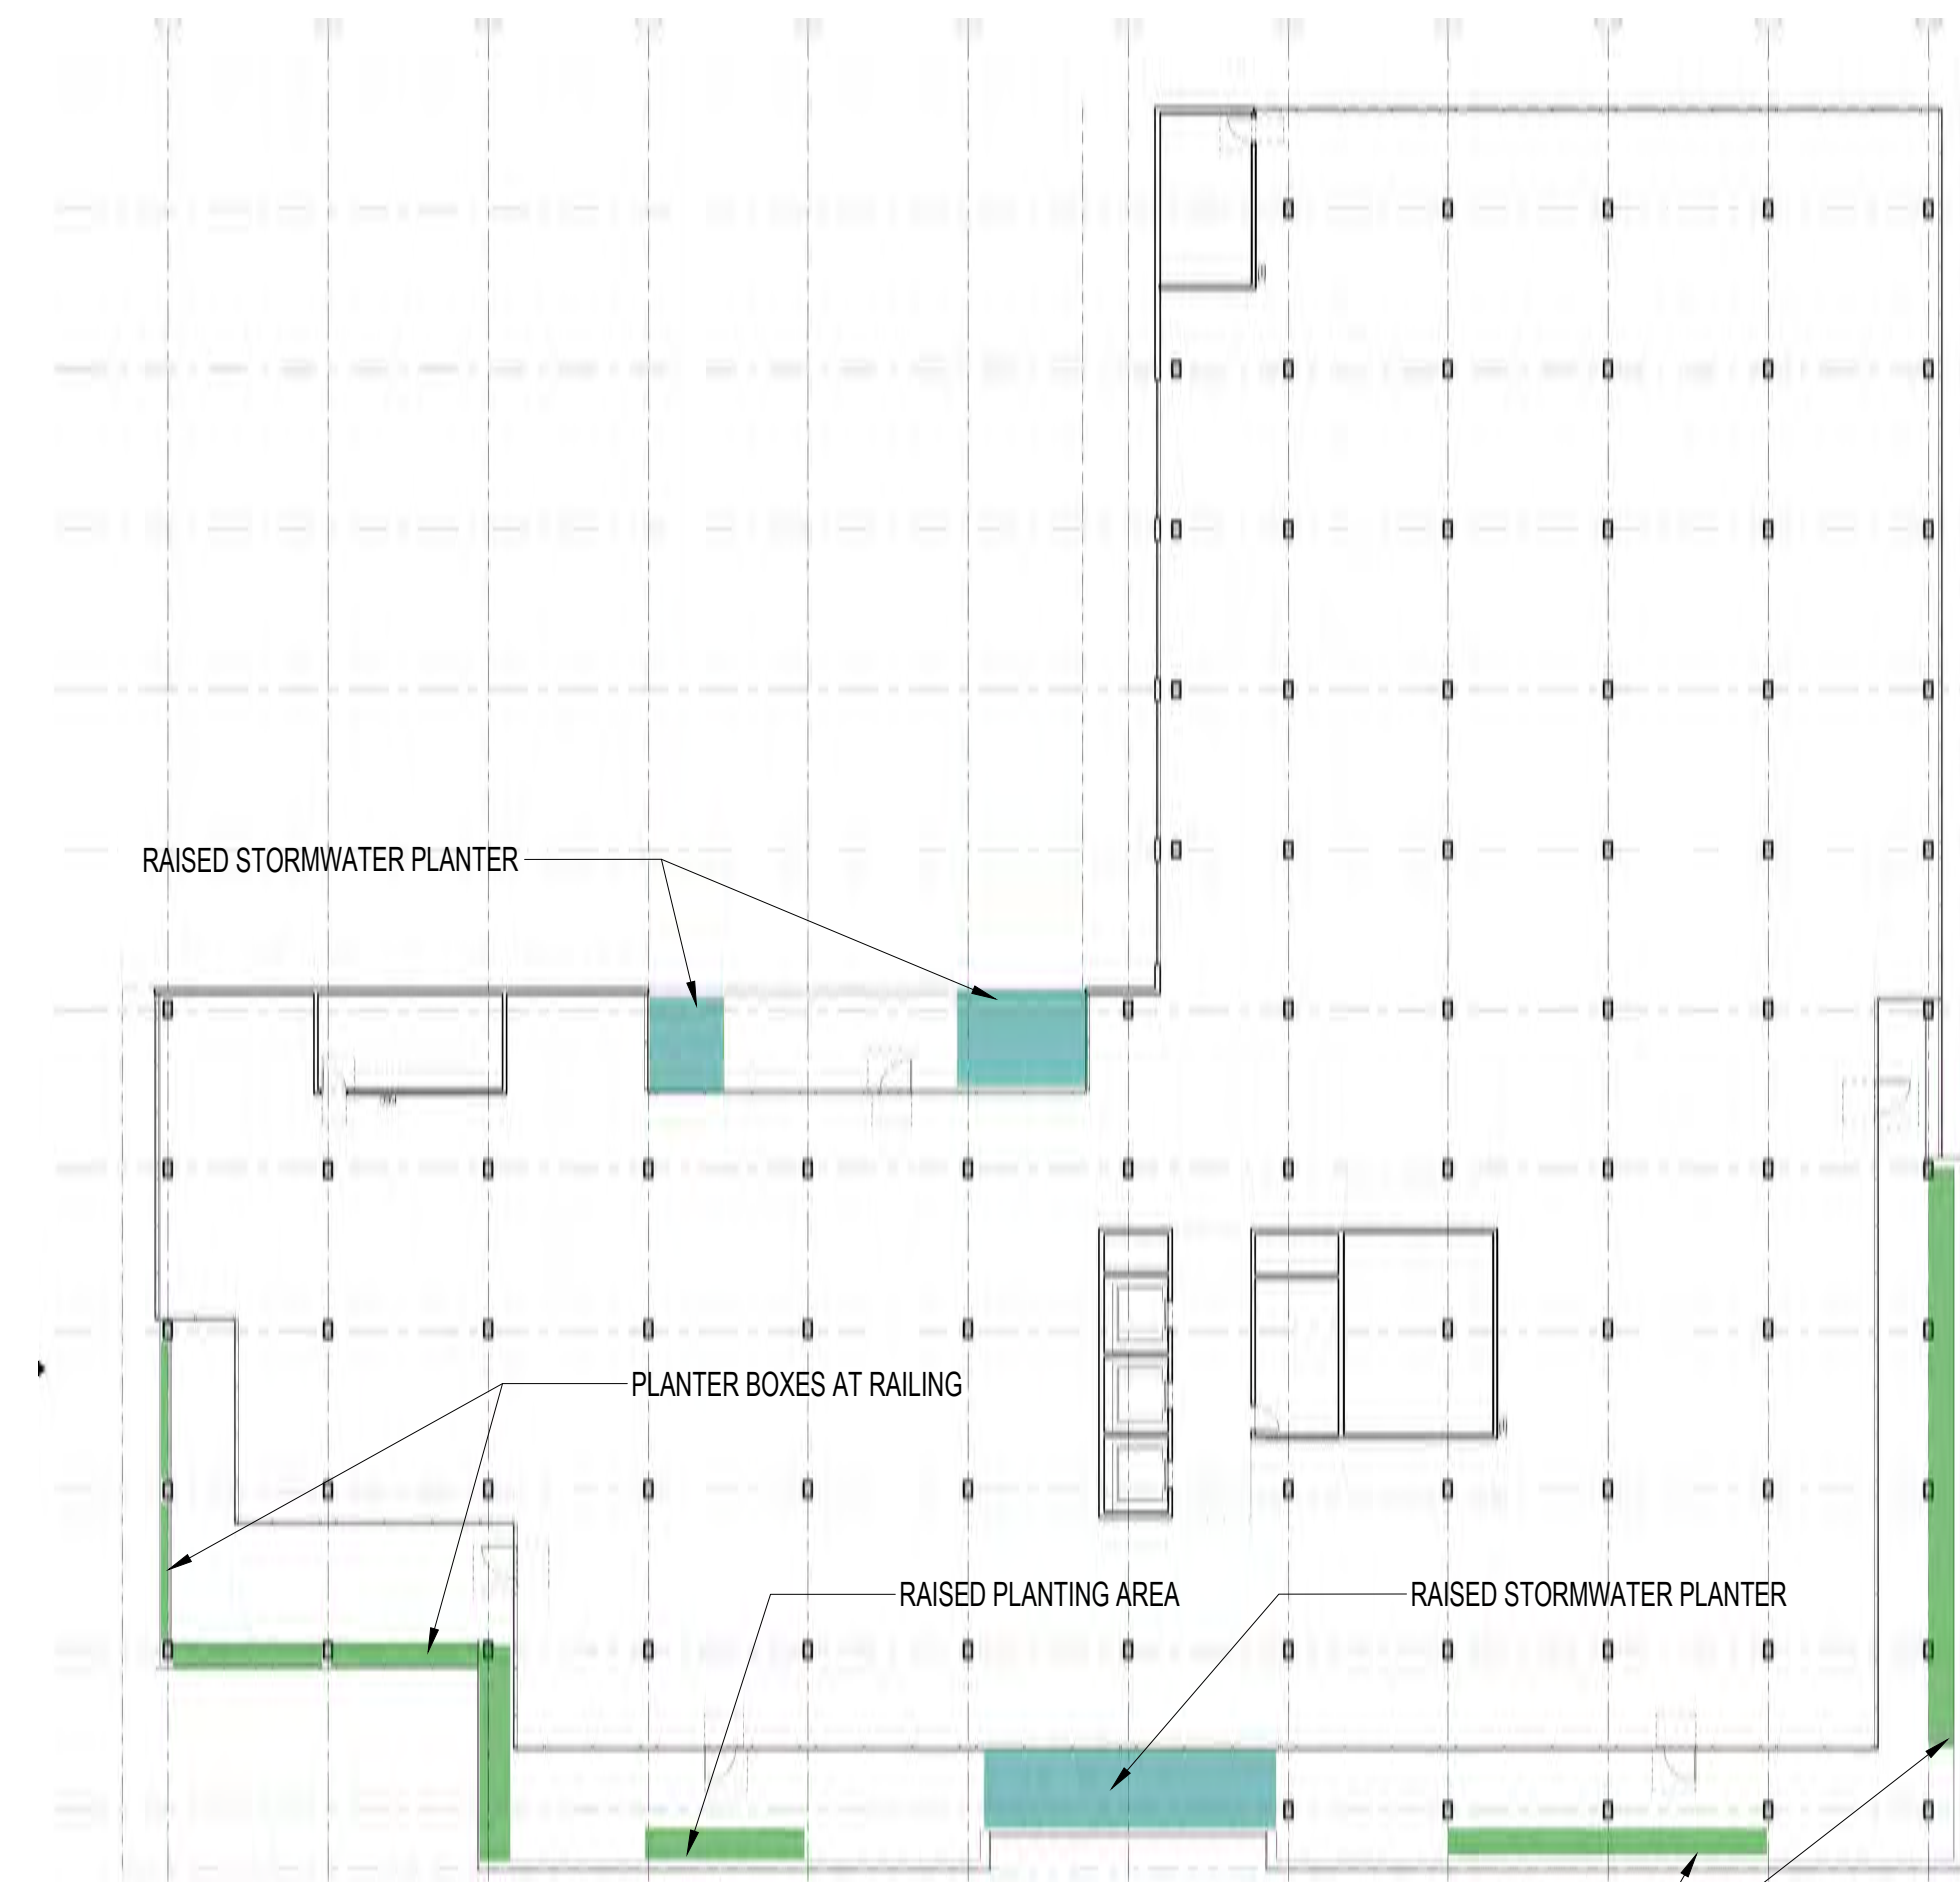 RAISED STORMWATER PLANTER
PLANTER BOXES AT RAILING
RAISED PLANTING AREA
RAISED STORMWATER PLANTER